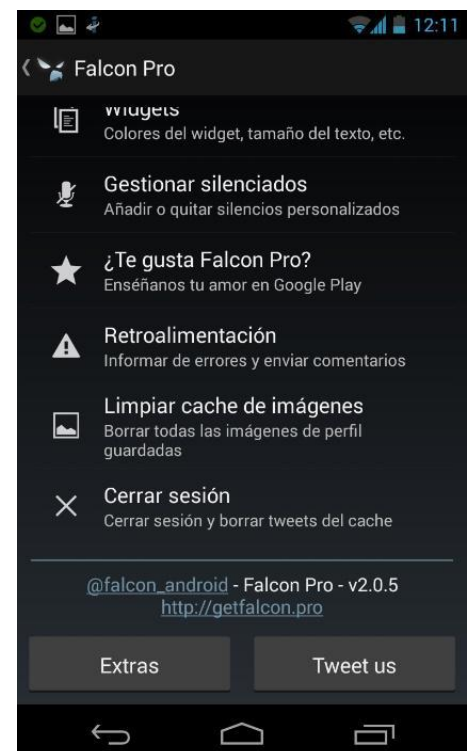 12:11
Falcon Pro
Widgets
Colores del widget, tamaño del texto, etc.
Gestionar silenciados
Añadir o quitar silencios personalizados
¿Te gusta Falcon Pro?
Enséñanos tu amor en Google Play
Retroalimentación
Informar de errores y enviar comentarios
Limpiar cache de imágenes
Borrar todas las imágenes de perfil
guardadas
Cerrar sesión
Cerrar sesión y borrar tweets del cache
@falcon_android - Falcon Pro - v2.0.5
http://getfalcon.pro
Extras
Tweet us